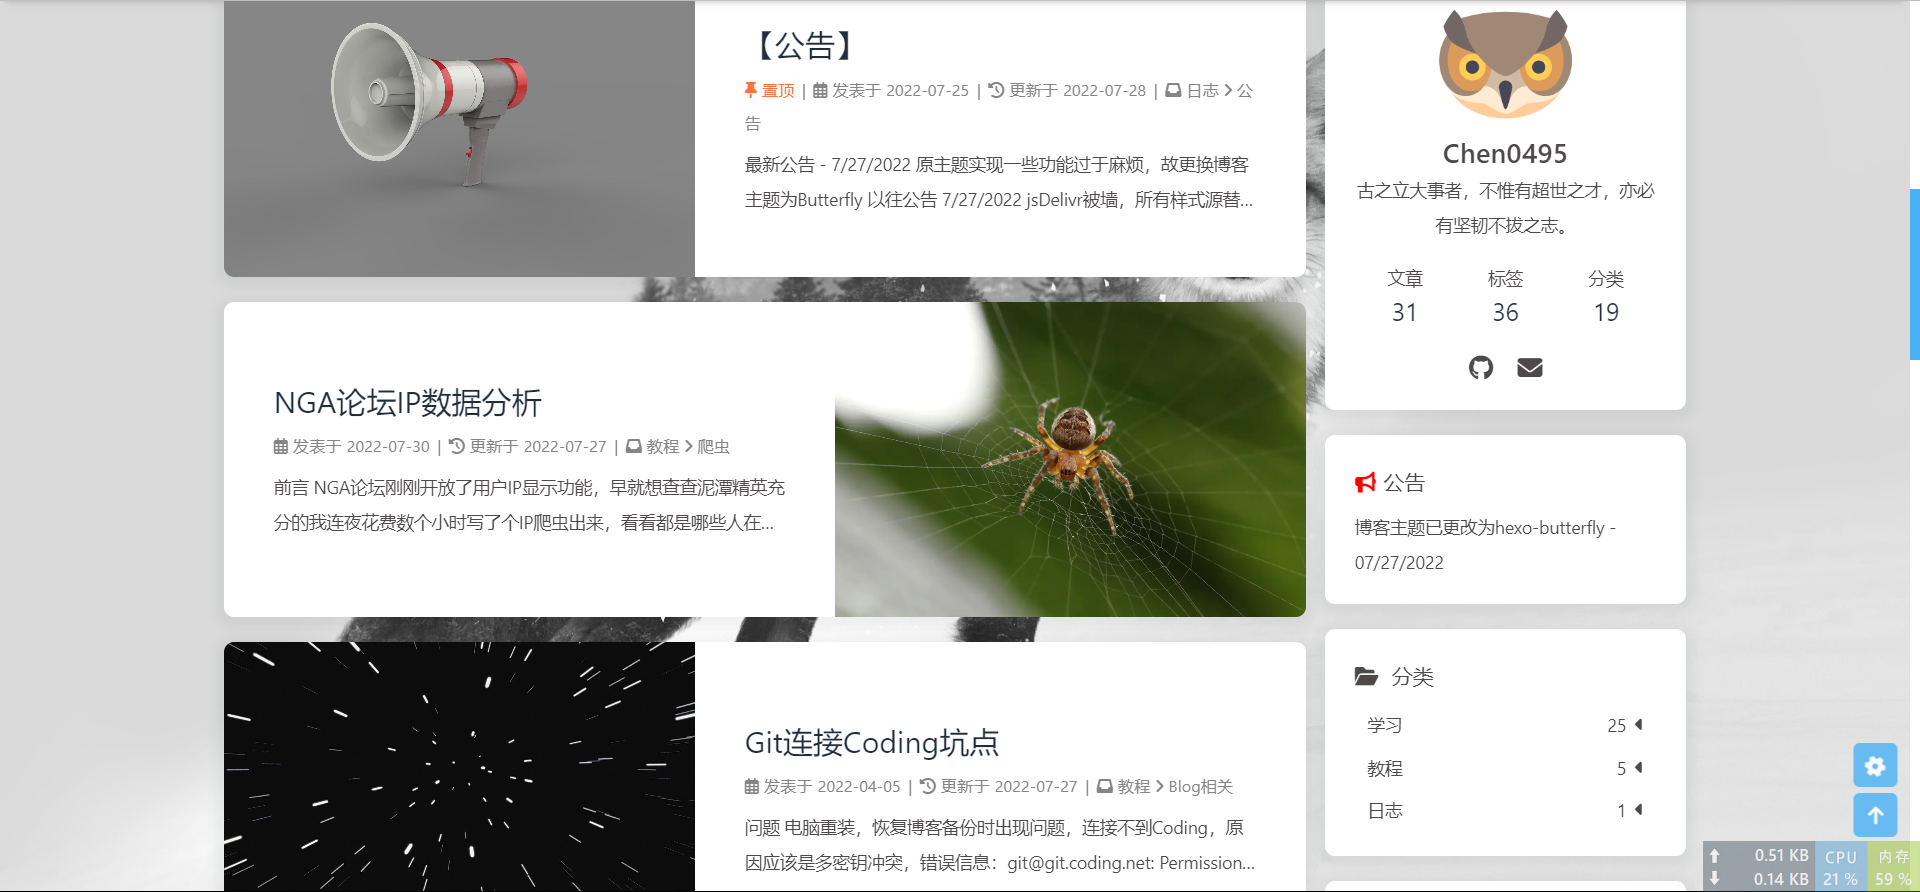 【公告】
置顶 | 发表于 2022-07-25 | 更新于 2022-07-28 | 日志 > 公
告
最新公告 - 7/27/2022 原主题实现一些功能过于麻烦，故更换博客
主题为Butterfly 以往公告 7/27/2022 jsDelivr被墙，所有样式源替...
NGA论坛IP数据分析
发表于 2022-07-30 | 更新于 2022-07-27 | 教程 > 爬虫
前言 NGA论坛刚刚开放了用户IP显示功能，早就想查查泥潭精英充
分的我连夜花费数个小时写了个IP爬虫出来，看看都是哪些人在...
Git连接Coding坑点
发表于 2022-04-05 | 更新于 2022-07-27 | 教程 > Blog相关
问题 电脑重装，恢复博客备份时出现问题，连接不到Coding，原
因应该是多密钥冲突，错误信息：git@git.coding.net: Permission...
Chen0495
古之立大事者，不惟有超世之才，亦必
有坚韧不拔之志。
文章 标签 分类
31 36 19
公告
博客主题已更改为hexo-butterfly -
07/27/2022
分类
学习 25
教程 5
日志 1
0.51 KB CPU 内存
0.14 KB 21 % 59 %